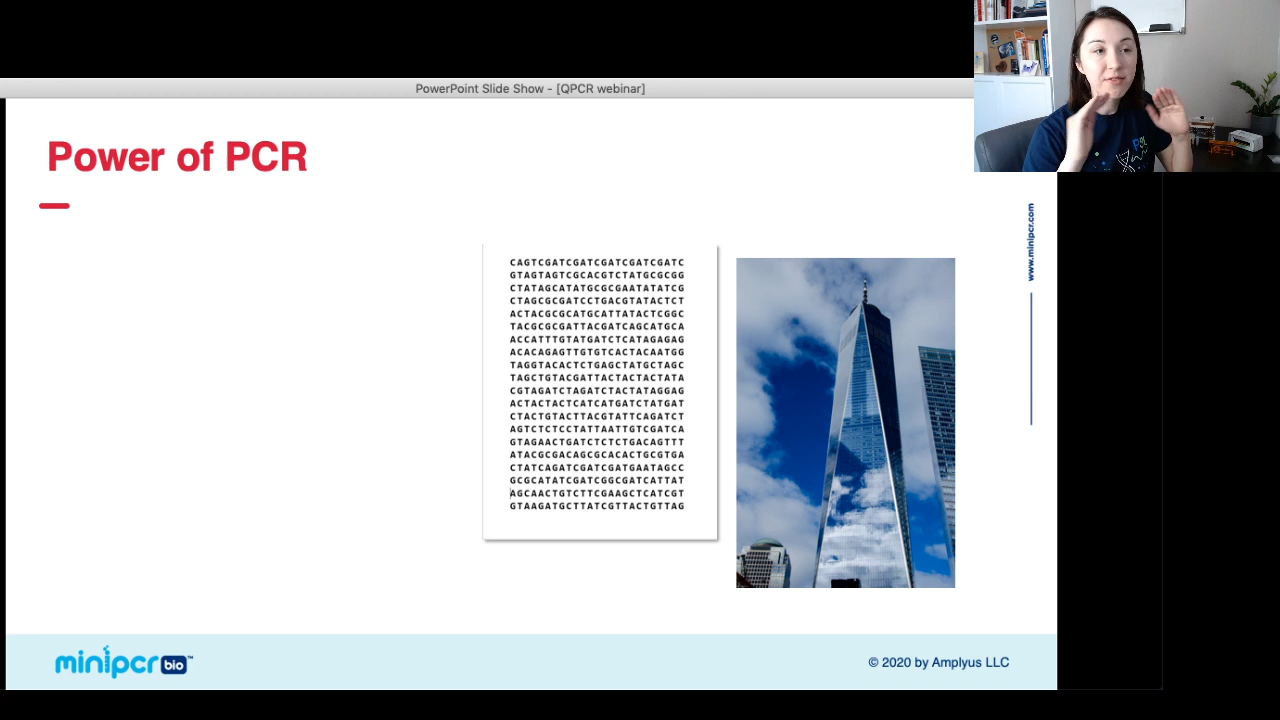 PowerPoint Slide Show - [QPCR webinar]
Power of PCR
www.minipcr.com
CAGTCGATCGATCGATCGATCGATC
GTAGTAGTCGCACGTCTATGCGCGG
CTATAGCATATGCGCGAATATATCG
CTAGCGCGATCCTGACGTATACTCT
ACTACGCGCATGCATTATACTCGGC
TACGCGCGATTACGATCAGCATGCA
ACCATTTGTATGATCTCATAGAGAG
ACACAGAGTTGTGTCACTACAATGG
TAGGTACACTCTGAGCTATGCTAGC
TAGCTGTACGATTACTACTACTATA
CGTAGATCTAGATCTACTATAGGAG
ACTACTACTCATCATGATCTATGAT
CTACTGTACTTACGTATTCAGATCT
AGTCTCTCCTATTAATTGTCGATCA
GTAGAACTGATCTCTCTGACAGTTT
ATACGCGACAGCGCACACTGCGTGA
CTATCAGATCGATCGATGAATAGCC
GCGCATATCGATCGGCGATCATTAT
AGCAACTGTCTTCGAAGCTCATCGT
GTAAGATGCTTATCGTTACTGTTAG
minipcr bio™
© 2020 by Amplyus LLC